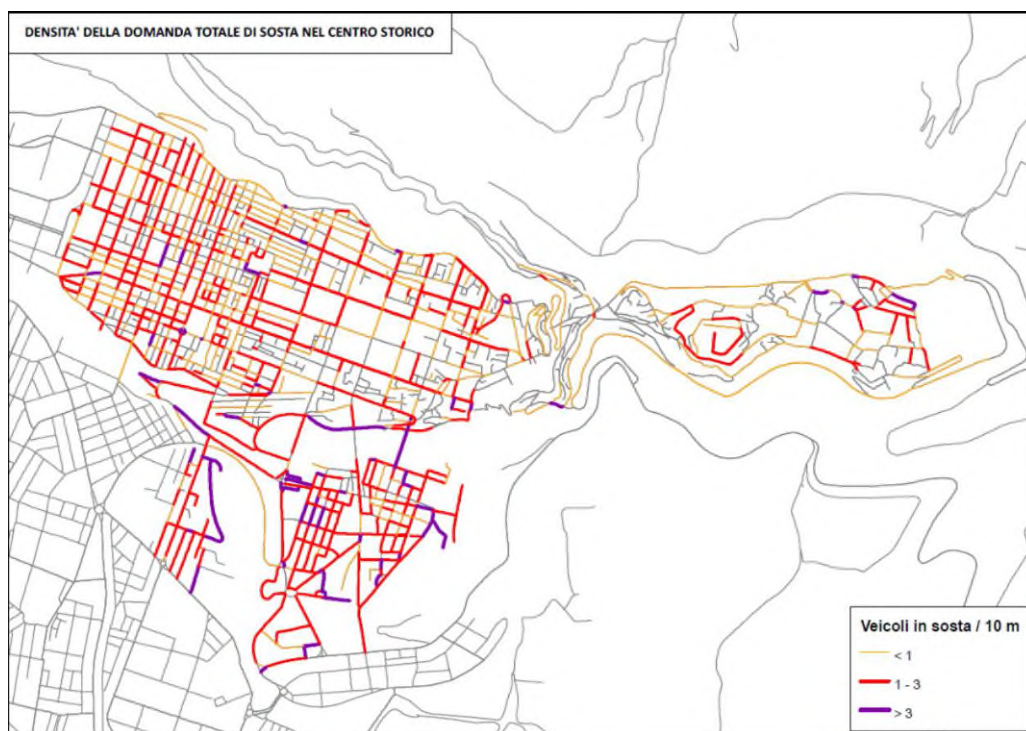 DENSITA' DELLA DOMANDA TOTALE DI SOSTA NEL CENTRO STORICO
Veicoli in sosta / 10 m
< 1
1 - 3
> 3